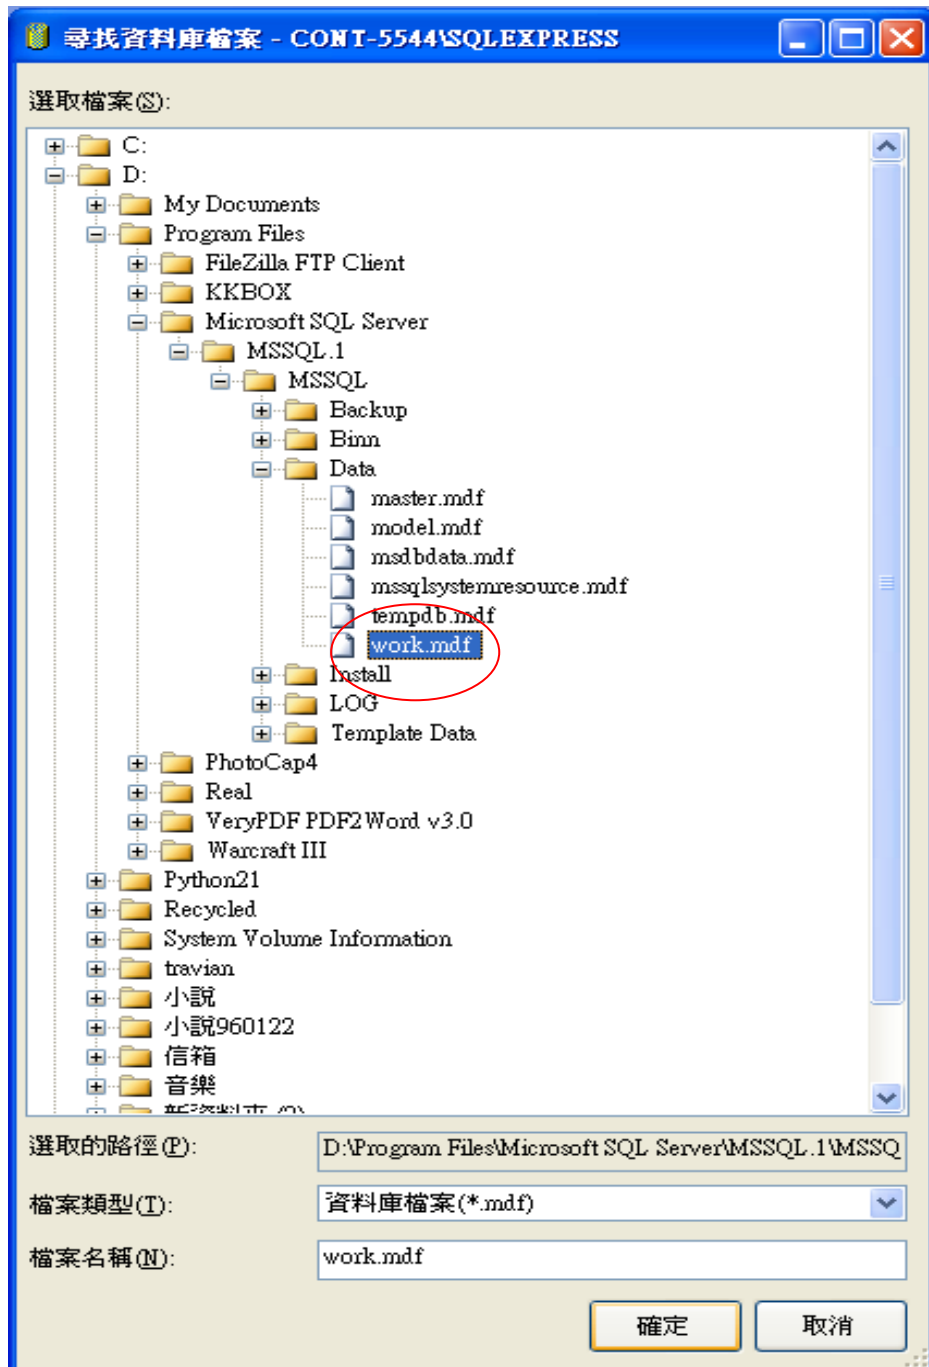 尋找資料庫檔案 - CONT-5544\SQLEXPRESS
選取檔案(S):
C:
D:
My Documents
Program Files
FileZilla FTP Client
KKBOX
Microsoft SQL Server
MSSQL.1
MSSQL
Backup
Binn
Data
master.mdf
model.mdf
msdbdata.mdf
mssqlsystemresource.mdf
tempdb.mdf
work.mdf
Install
LOG
Template Data
PhotoCap4
Real
VeryPDF PDF2Word v3.0
Warcraft III
Python21
Recycled
System Volume Information
travian
小說
小說960122
信箱
音樂
新資料夾 (2)
選取的路徑(P): D:\Program Files\Microsoft SQL Server\MSSQL.1\MSSQ
檔案類型(T): 資料庫檔案(*.mdf)
檔案名稱(N): work.mdf
確定 取消